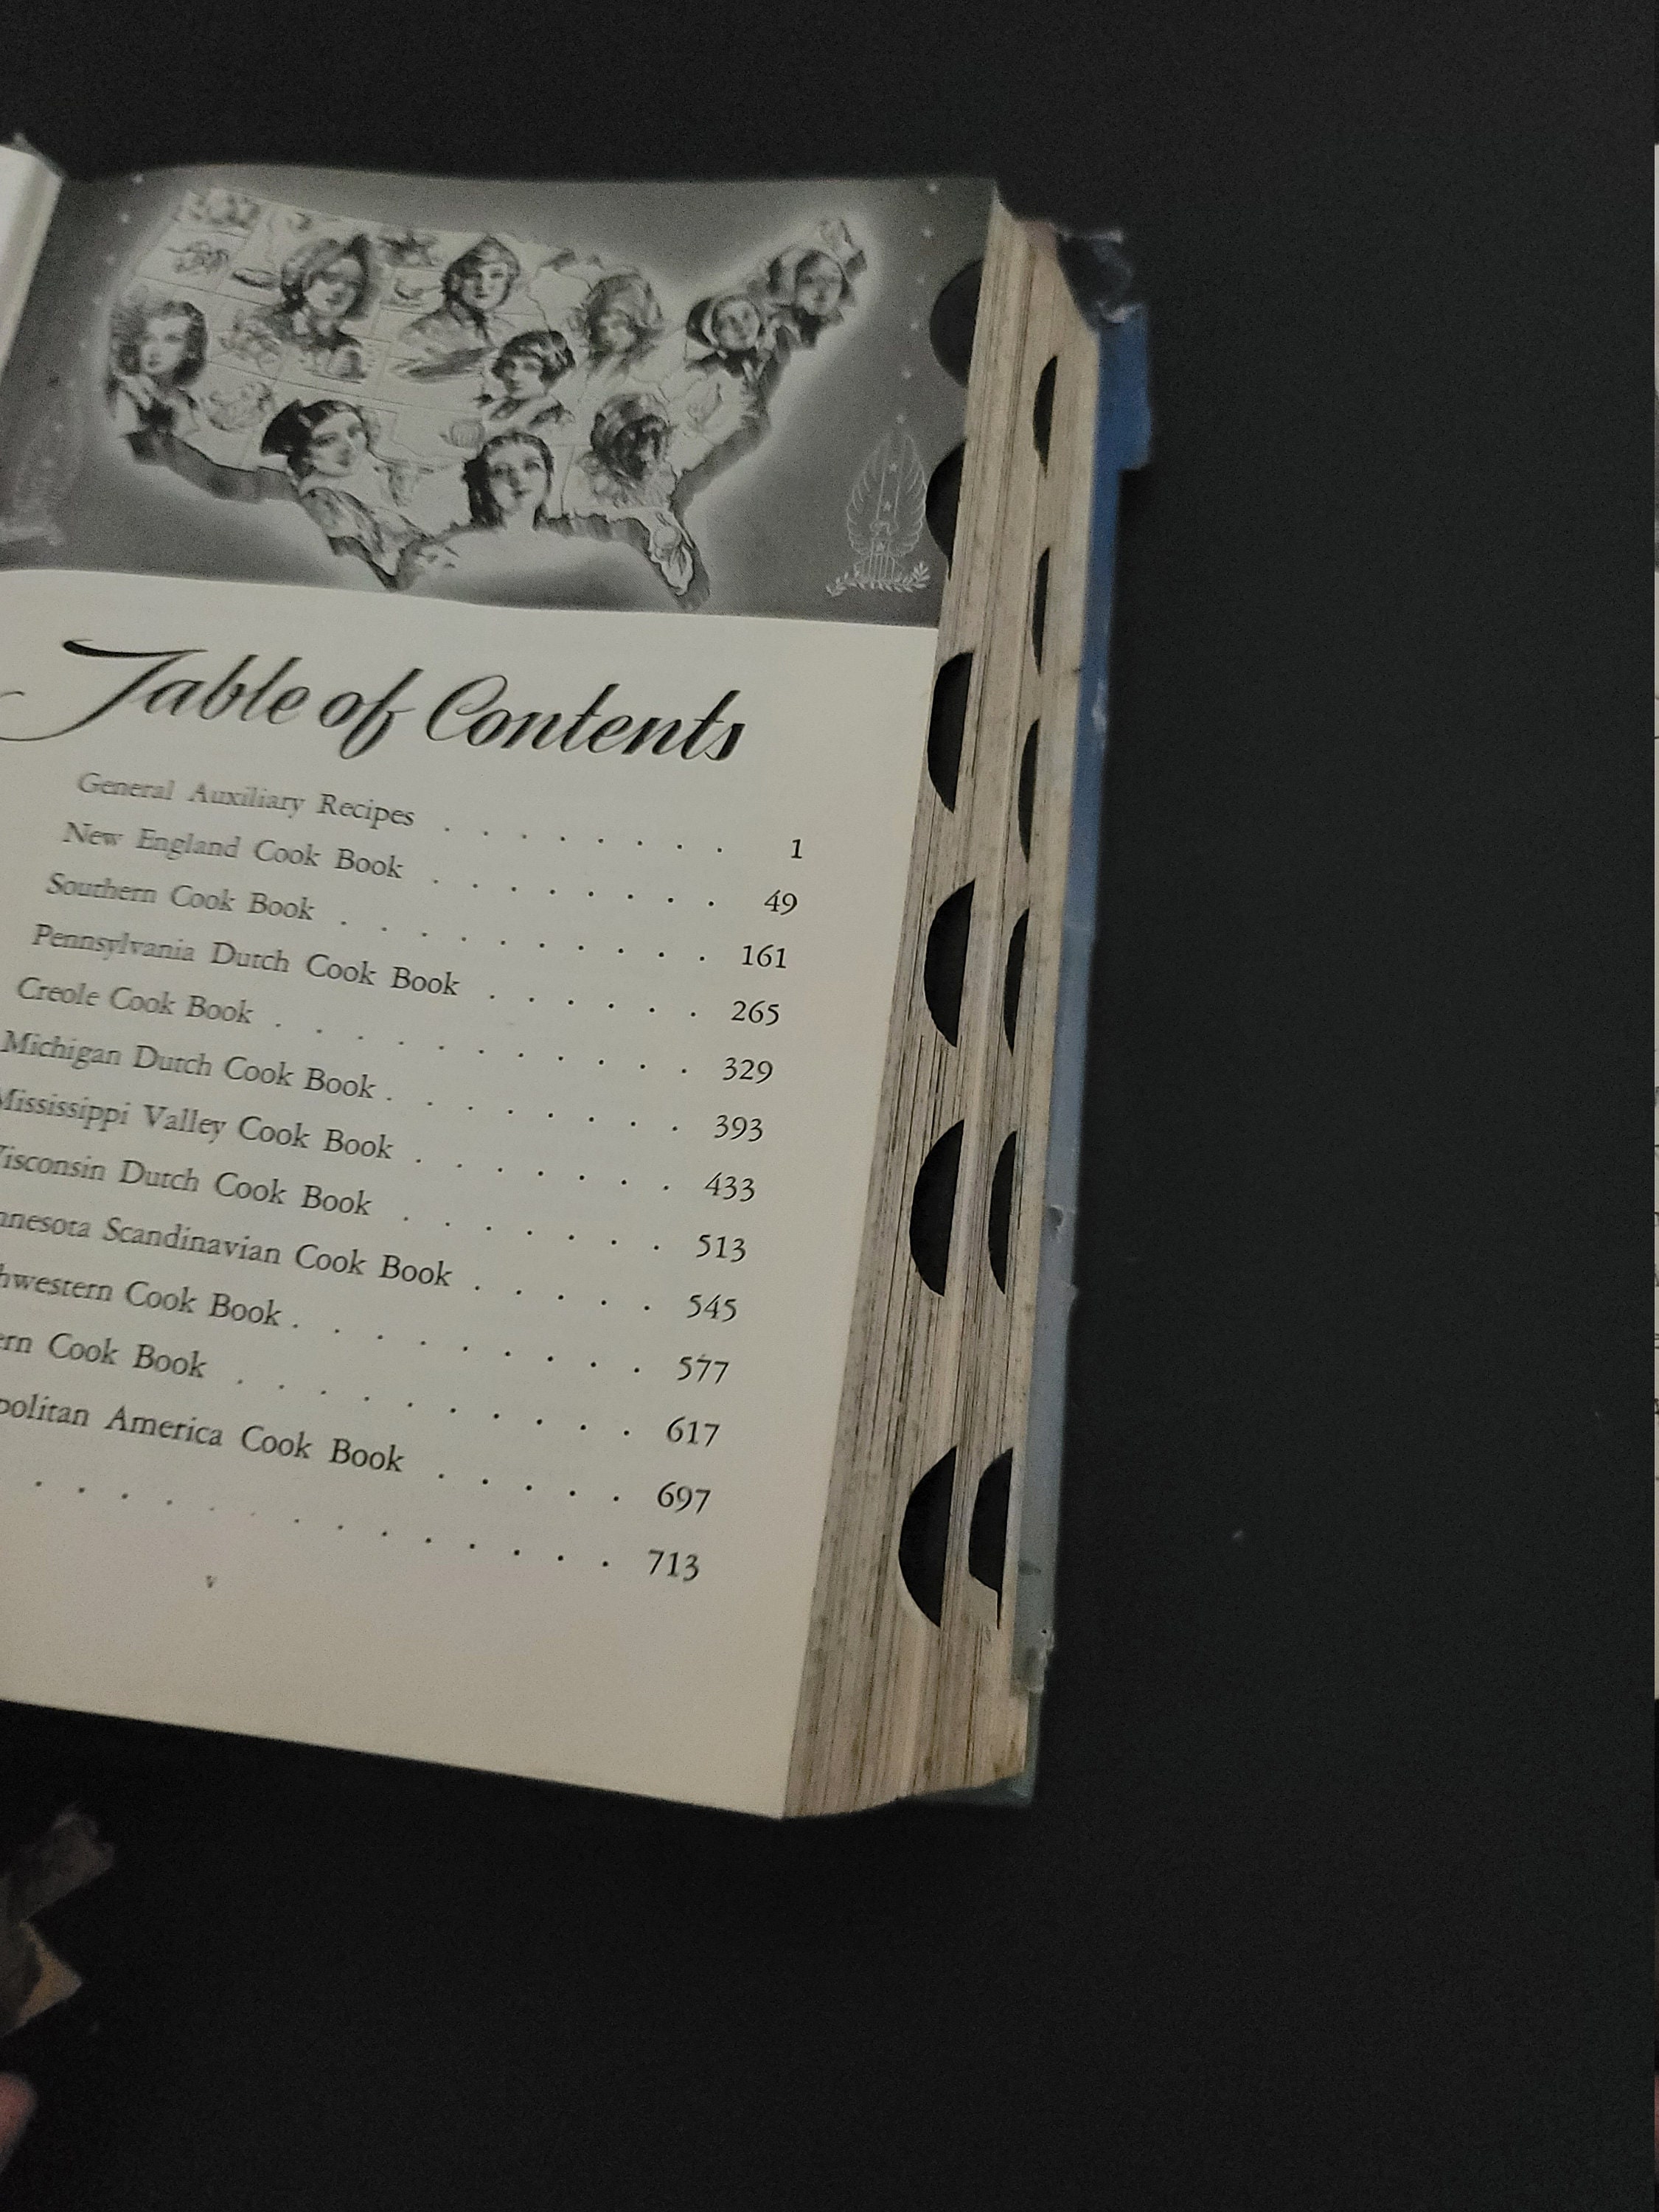 Table of Contents
General Auxiliary Recipes . . . . . . . . 1
New England Cook Book . . . . . . . . 49
Southern Cook Book . . . . . . . . . . 161
Pennsylvania Dutch Cook Book . . . . . . 265
Creole Cook Book . . . . . . . . . . . 329
Michigan Dutch Cook Book . . . . . . . . 393
Mississippi Valley Cook Book . . . . . . . 433
Wisconsin Dutch Cook Book . . . . . . . 513
Scandinavian Cook Book . . . . . 545
Cook Book . . . . . . . . . 577
Cook Book . . . . . . . . . . 617
America Cook Book . . . . . 697
. . . . . . . . . . . . . . 713
v